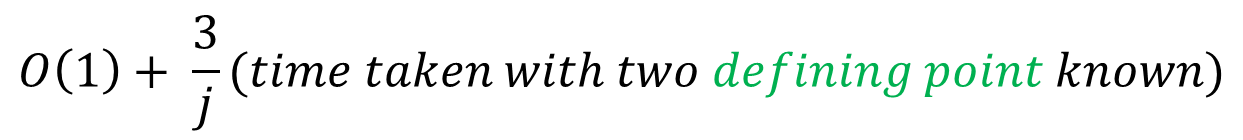 O(1) + 3/j (time taken with two defining point known)